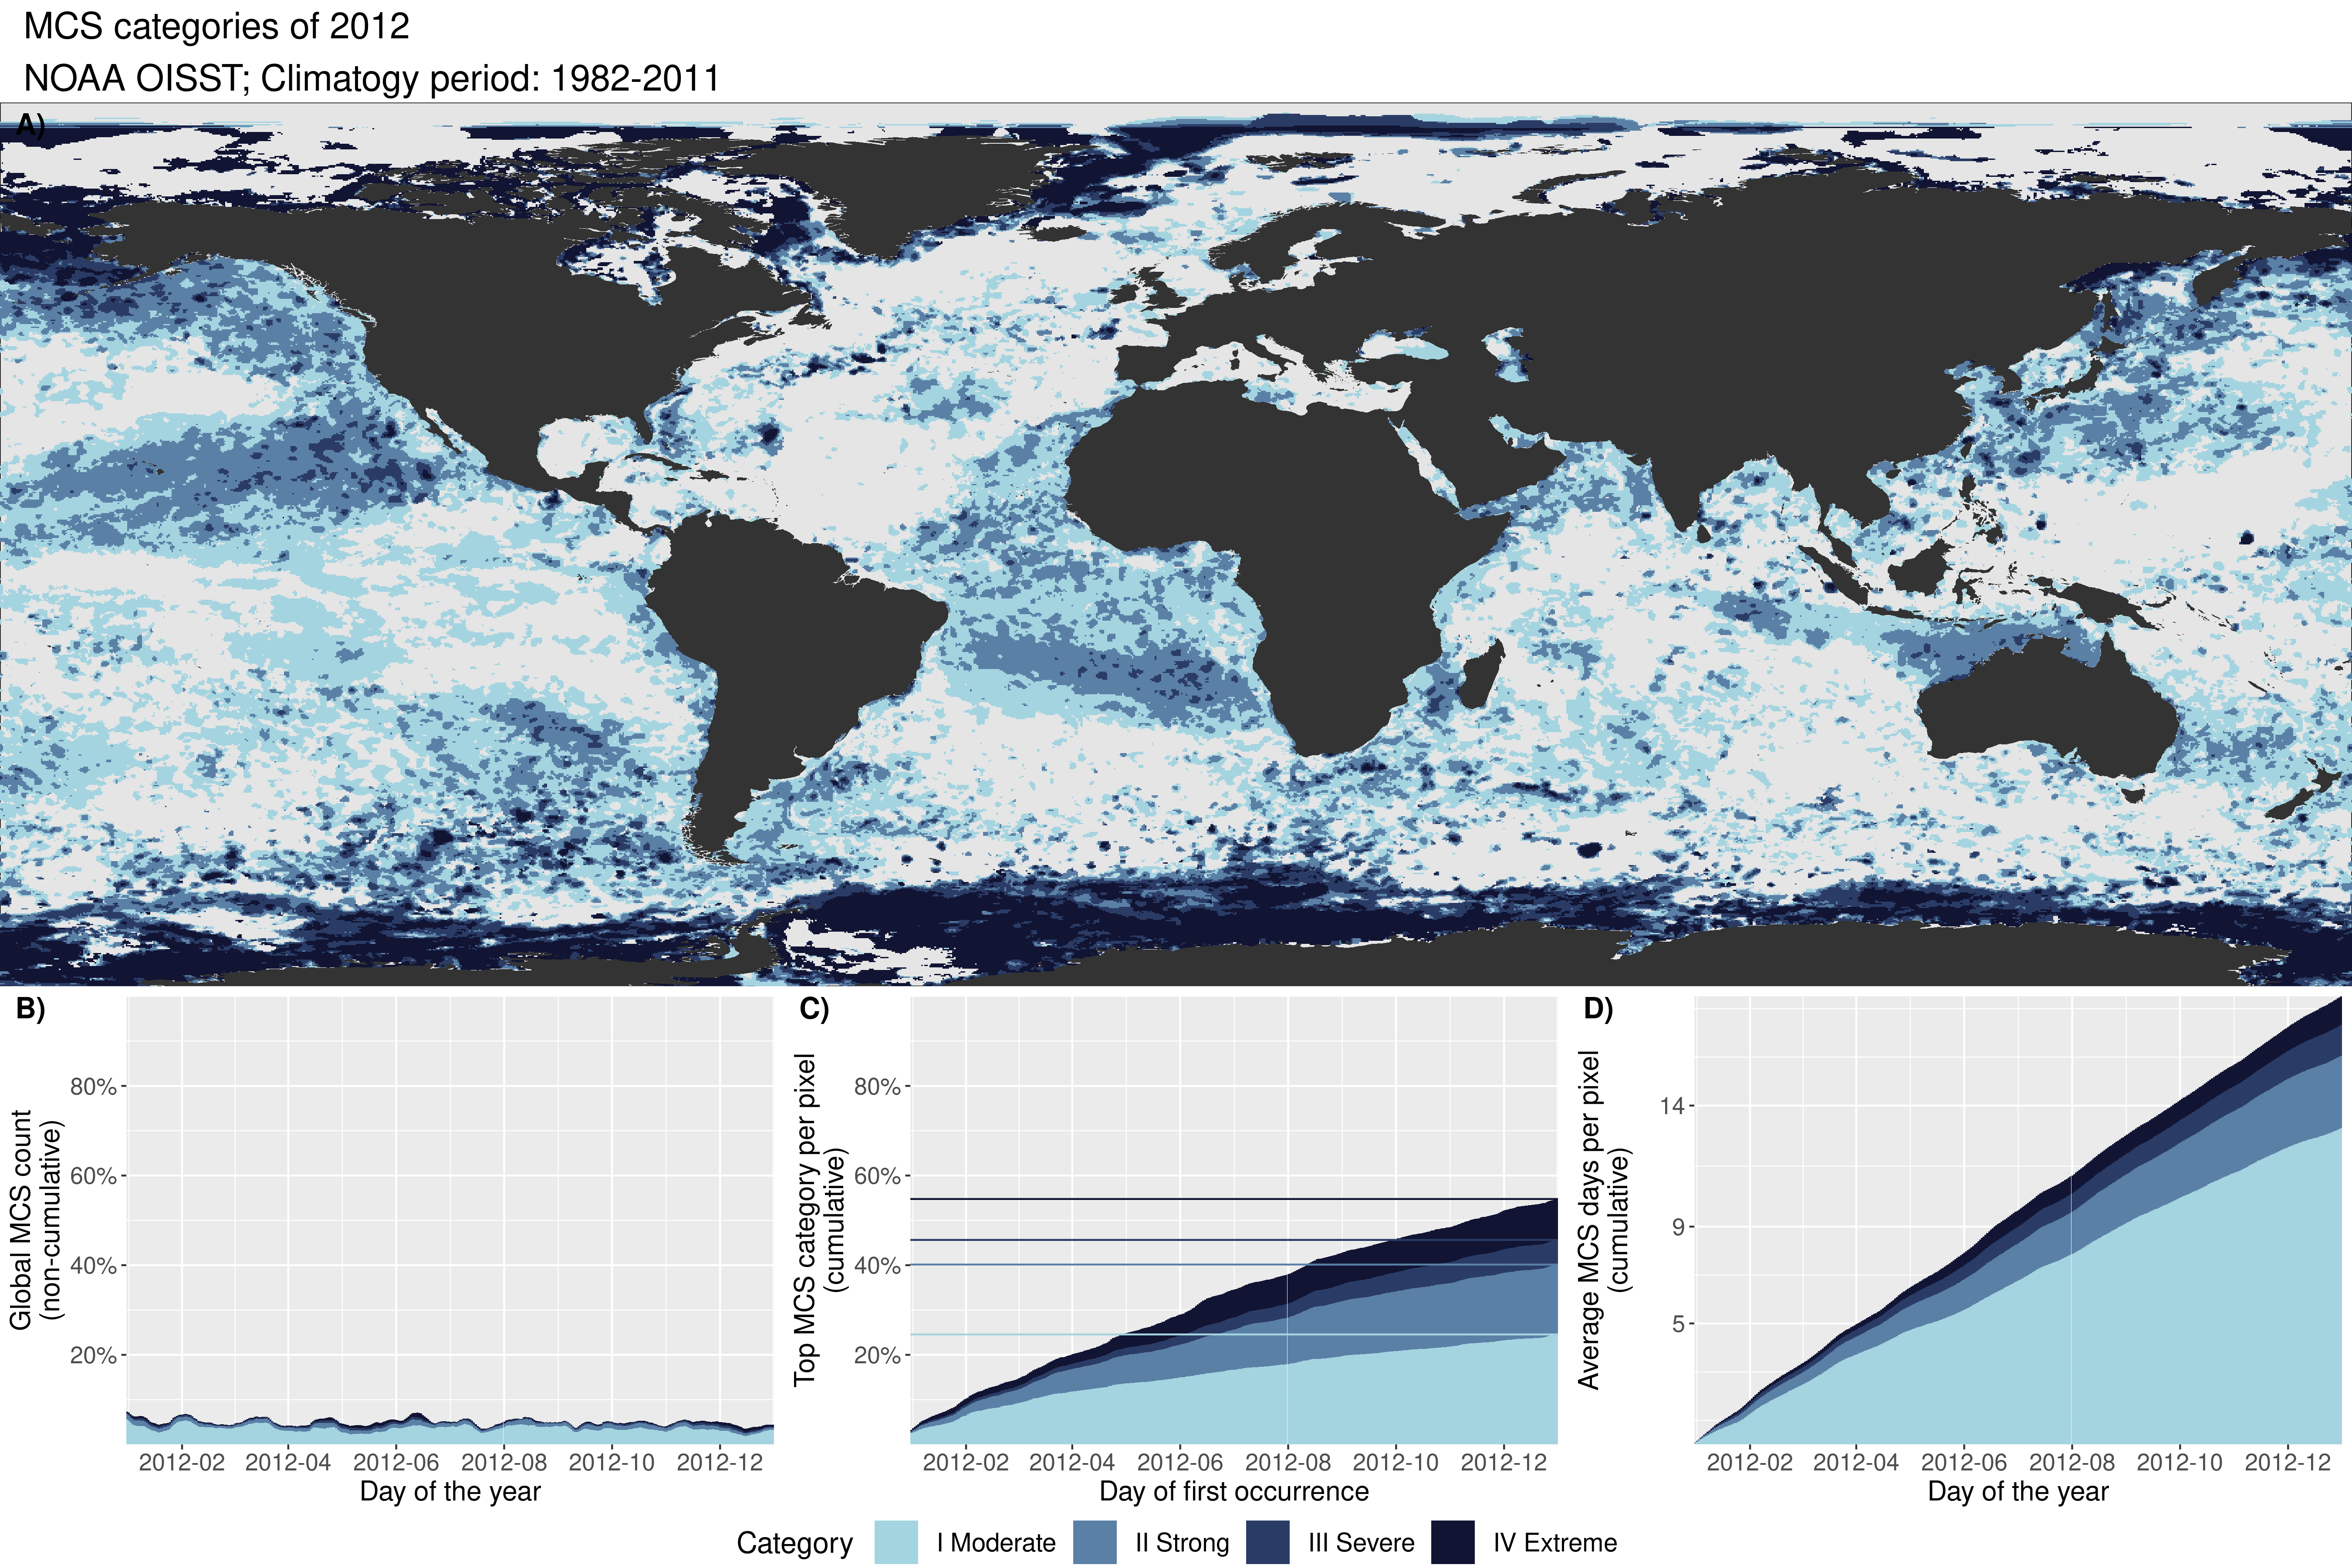 MCS categories of 2012
NOAA OISST; Climatogy period: 1982-2011
A)
B)
Global MCS count
(non-cumulative)
80%
60%
40%
20%
2012-02 2012-04 2012-06 2012-08 2012-10 2012-12
Day of the year
C)
Top MCS category per pixel
(cumulative)
80%
60%
40%
20%
2012-02 2012-04 2012-06 2012-08 2012-10 2012-12
Day of first occurrence
D)
Average MCS days per pixel
(cumulative)
14
9
5
2012-02 2012-04 2012-06 2012-08 2012-10 2012-12
Day of the year
Category I Moderate II Strong III Severe IV Extreme